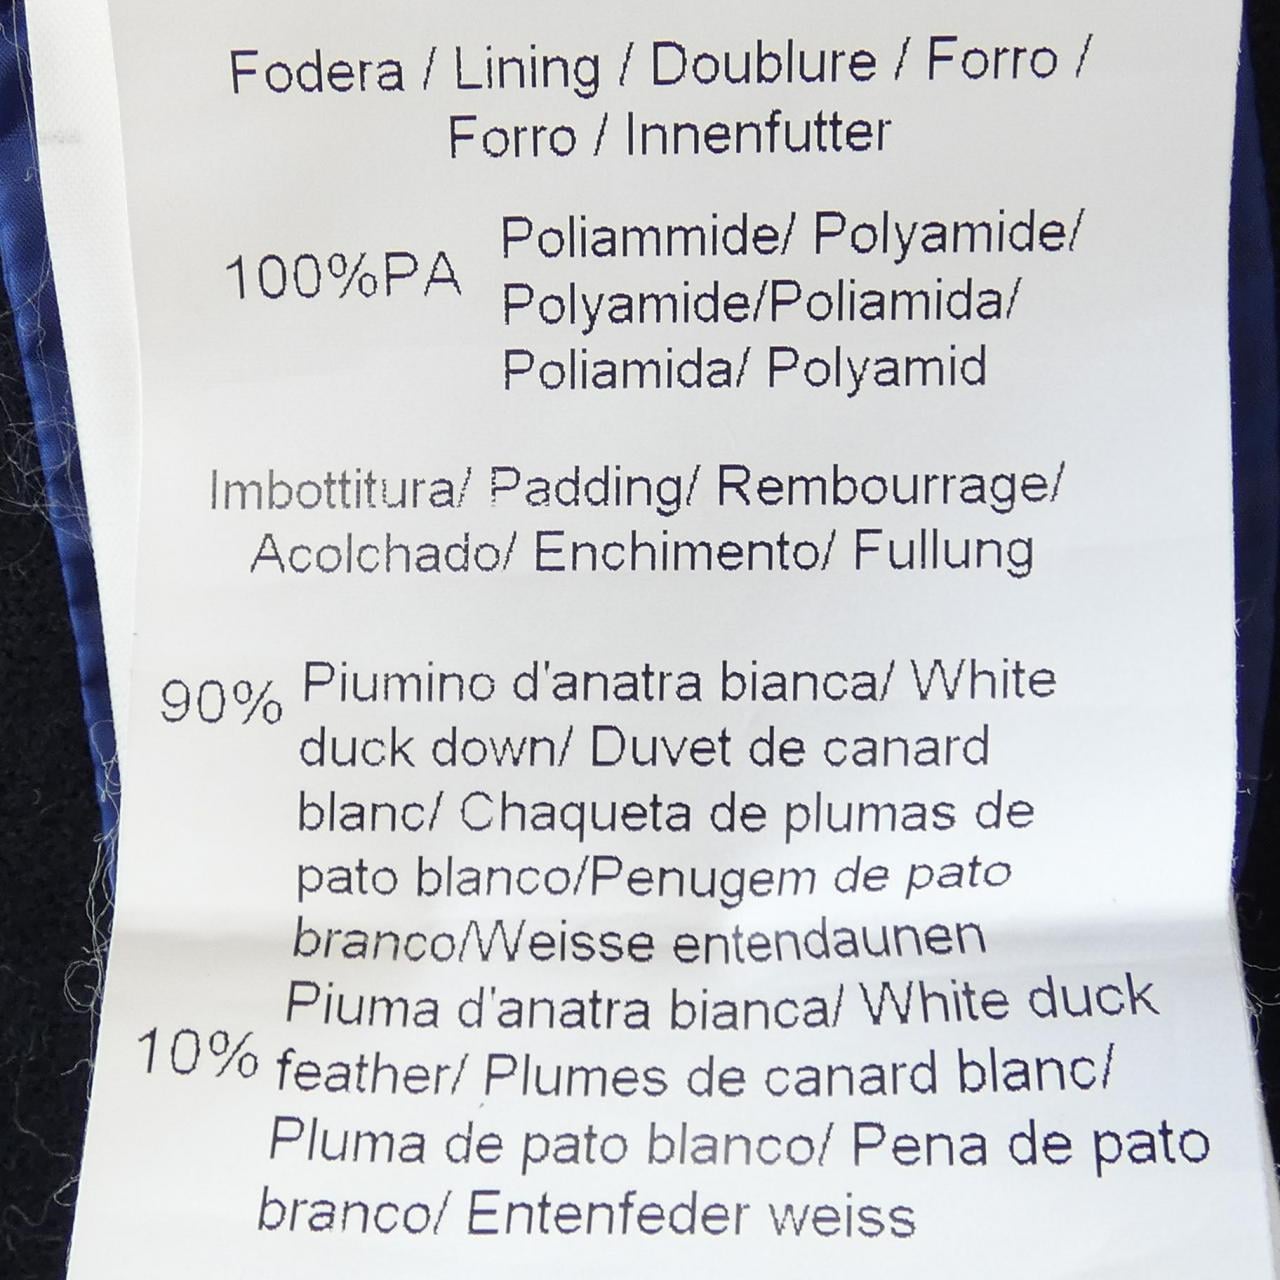 Fodera / Lining / Doublure / Forro /
Forro / Innenfutter
100%PA
Poliammide/ Polyamide/
Polyamide/Poliamida/
Poliamida/ Polyamid
Imbottitura/ Padding/ Rembourrage/
Acolchado/ Enchimento/ Fullung
90% Piumino d'anatra bianca/ White
duck down/ Duvet de canard
blanc/ Chaqueta de plumas de
pato blanco/Penugem de pato
branco/Weisse entendaunen
Piuma d'anatra bianca/ White duck
10% feather/ Plumes de canard blanc/
Pluma de pato blanco/ Pena de pato
branco/ Entenfeder weiss